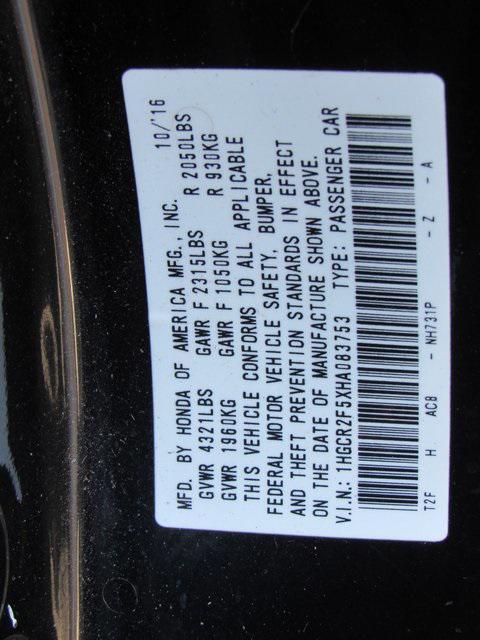 MFD. BY HONDA OF AMERICA MFG., INC. 10/'16
GVWR 4321LBS GAWR F 2315LBS R 2050LBS
GVWR 1960KG GAWR F 1050KG R 930KG
THIS VEHICLE CONFORMS TO ALL APPLICABLE
FEDERAL MOTOR VEHICLE SAFETY, BUMPER,
AND THEFT PREVENTION STANDARDS IN EFFECT
ON THE DATE OF MANUFACTURE SHOWN ABOVE.
V.I.N.: 1HGCR2F5XHA083753 TYPE: PASSENGER CAR
T2F H AC8 - NH731P - Z - A